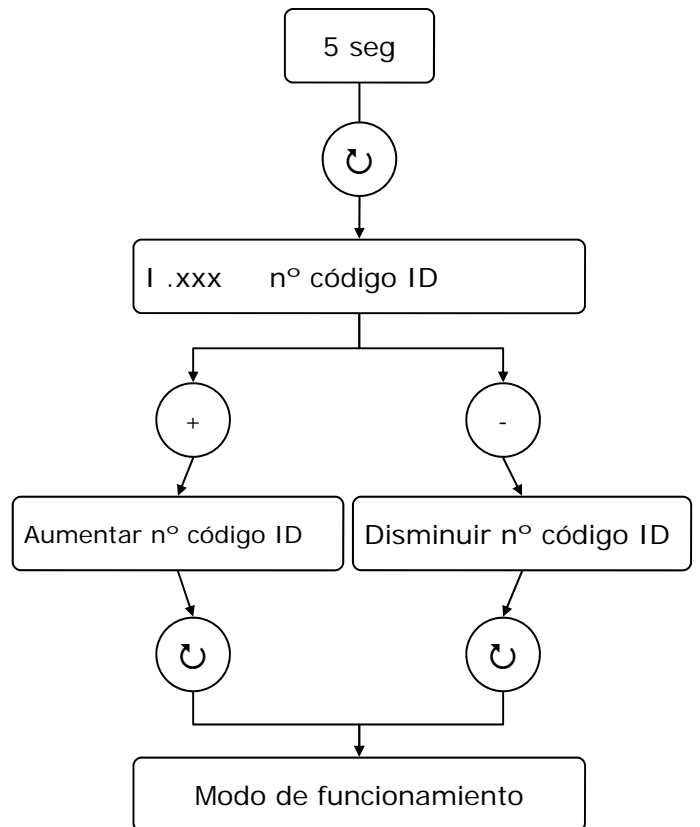 5 seg
↻
I .xxx nº código ID
+
-
Aumentar nº código ID
Disminuir nº código ID
↻
↻
Modo de funcionamiento